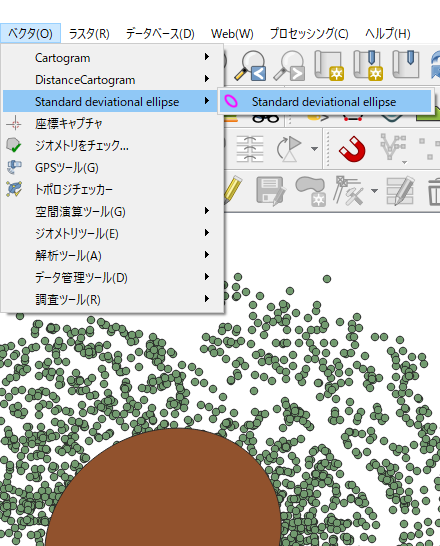 ベクタ(O) ラスタ(R) データベース(D) Web(W) プロセッシング(C) ヘルプ(H)
Cartogram
DistanceCartogram
Standard deviational ellipse
Standard deviational ellipse
座標キャプチャ
ジオメトリをチェック...
GPSツール(G)
トポロジチェッカー
空間演算ツール(G)
ジオメトリツール(E)
解析ツール(A)
データ管理ツール(D)
調査ツール(R)